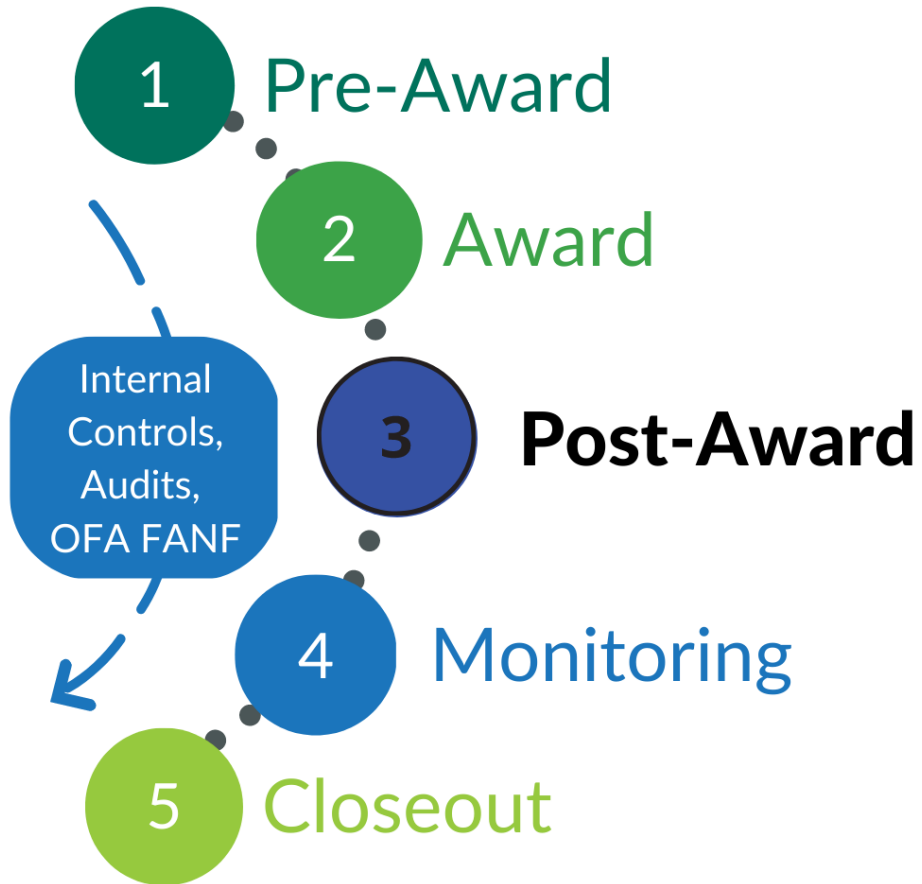 1 Pre-Award
2 Award
Internal
Controls,
Audits,
OFA FANF
3 Post-Award
4 Monitoring
5 Closeout